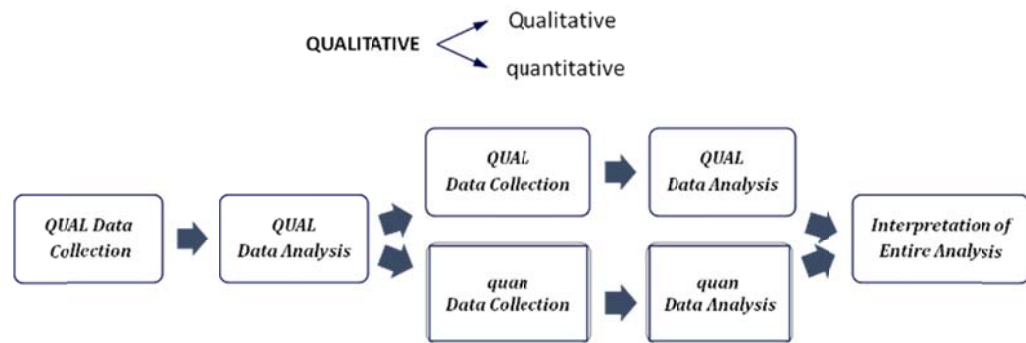 QUALITATIVE
Qualitative
quantitative
QUAL Data
Collection
QUAL
Data Analysis
QUAL
Data Collection
QUAL
Data Analysis
quan
Data Collection
quan
Data Analysis
Interpretation of
Entire Analysis